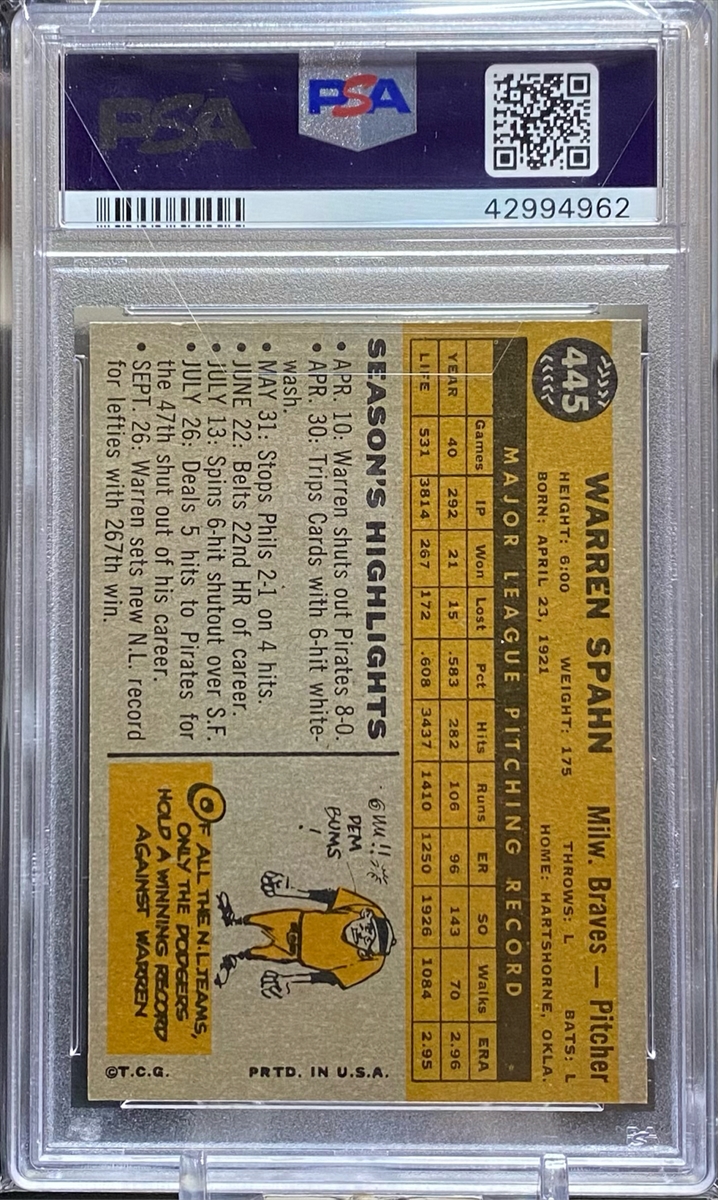 PSA
PSA
42994962
445
WARREN SPAHN Milw. Braves — Pitcher
HEIGHT: 6:00 WEIGHT: 175 THROWS: L BATS: L
BORN: APRIL 23, 1921 HOME: HARTSHORNE, OKLA.
MAJOR LEAGUE PITCHING RECORD
Games IP Won Lost Pct Hits Runs ER SO Walks ERA
YEAR 40 292 21 15 .583 282 106 96 143 70 2.96
LIFE 531 3814 267 172 .608 3437 1410 1250 1926 1084 2.95
SEASON'S HIGHLIGHTS
• APR. 10: Warren shuts out Pirates 8-0.
• APR. 30: Trips Cards with 6-hit white-
wash.
• MAY 31: Stops Phils 2-1 on 4 hits.
• JUNE 22: Belts 22nd HR of career.
• JULY 13: Spins 6-hit shutout over S.F.
• JULY 26: Deals 5 hits to Pirates for
the 47th shut out of his career.
• SEPT. 26: Warren sets new N.L. record
for lefties with 267th win.
DEM
BUMS
!
OF ALL THE N.L. TEAMS,
ONLY THE DODGERS
HOLD A WINNING RECORD
AGAINST WARREN
©T.C.G. PRTD. IN U.S.A.